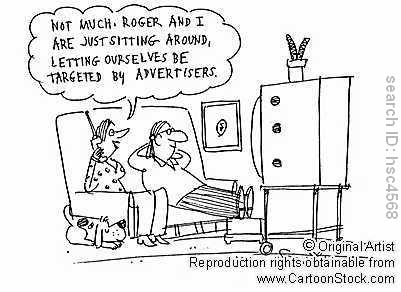 NOT MUCH. ROGER AND I
ARE JUST SITTING AROUND,
LETTING OURSELVES BE
TARGETED BY ADVERTISERS.
search ID: hsc4568
© Original Artist
Reproduction rights obtainable from
www.CartoonStock.com